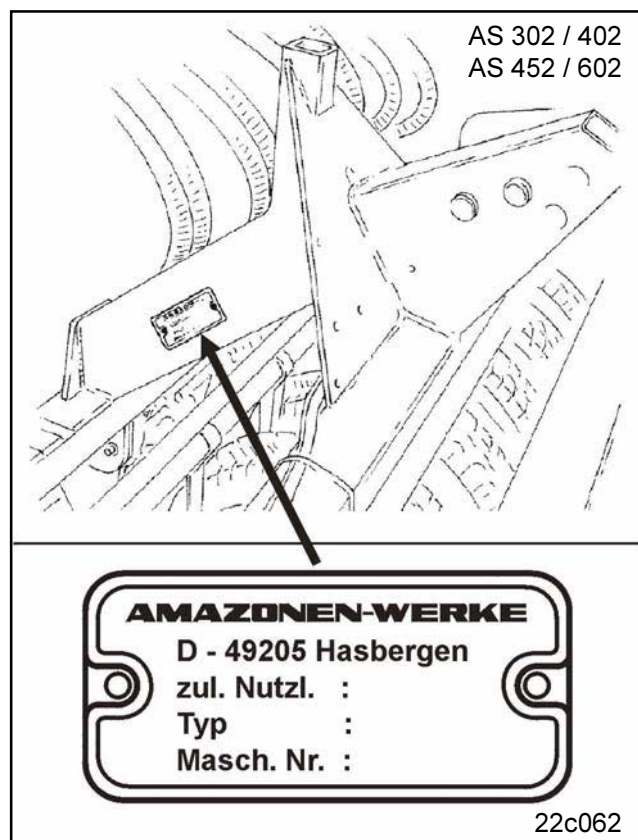 AS 302 / 402
AS 452 / 602
AMAZONEN-WERKE
D - 49205 Hasbergen
zul. Nutzl. :
Typ :
Masch. Nr. :
22c062